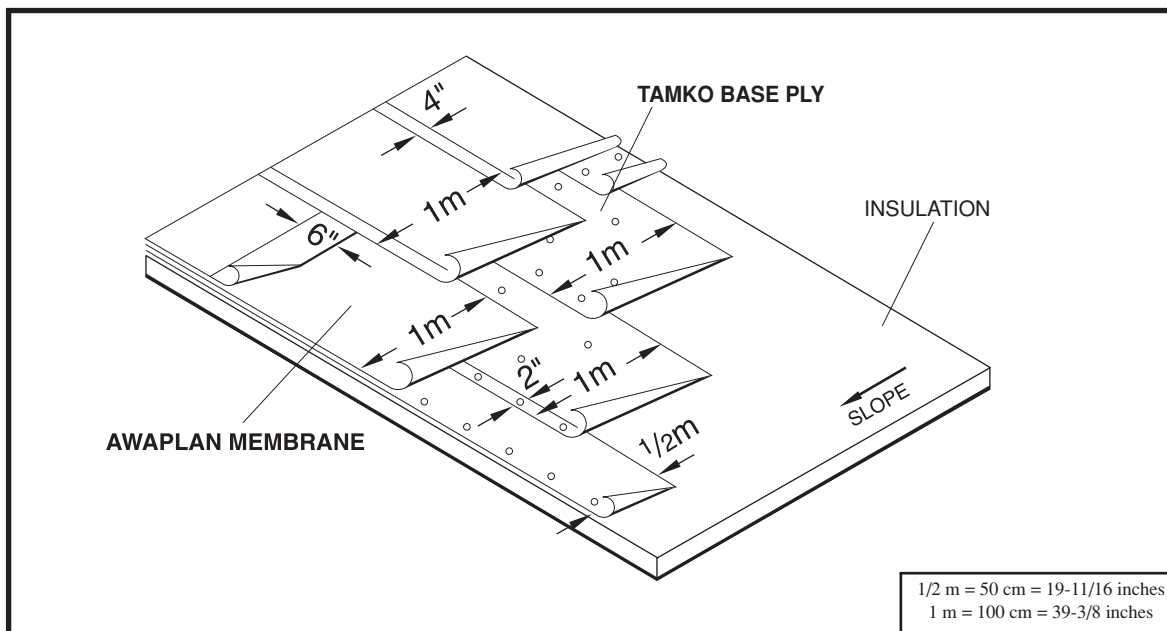 4"
TAMKO BASE PLY
1m
INSULATION
6"
1m
1m
2"
1m
SLOPE
AWAPLAN MEMBRANE
1/2m
1/2 m = 50 cm = 19-11/16 inches
1 m = 100 cm = 39-3/8 inches